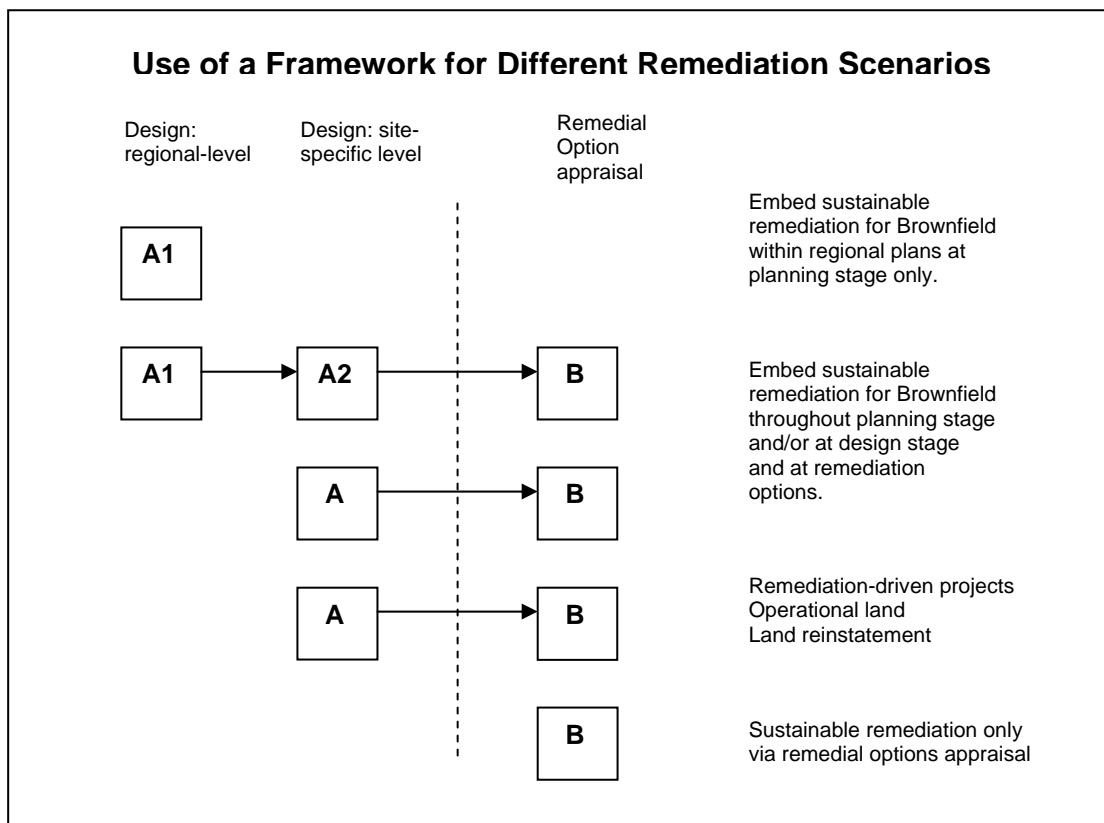 Use of a Framework for Different Remediation Scenarios
Design:
regional-level
Design: site-
specific level
Remedial
Option
appraisal
A1
Embed sustainable
remediation for Brownfield
within regional plans at
planning stage only.
A1
A2
B
Embed sustainable
remediation for Brownfield
throughout planning stage
and/or at design stage
and at remediation
options.
A
B
A
B
Remediation-driven projects
Operational land
Land reinstatement
B
Sustainable remediation only
via remedial options appraisal